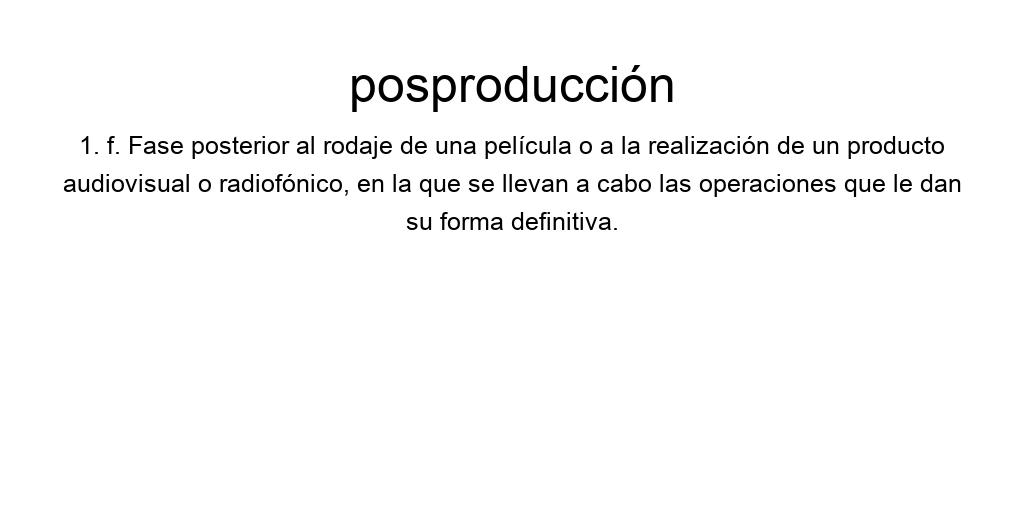 posproducción
1. f. Fase posterior al rodaje de una película o a la realización de un producto
audiovisual o radiofónico, en la que se llevan a cabo las operaciones que le dan
su forma definitiva.